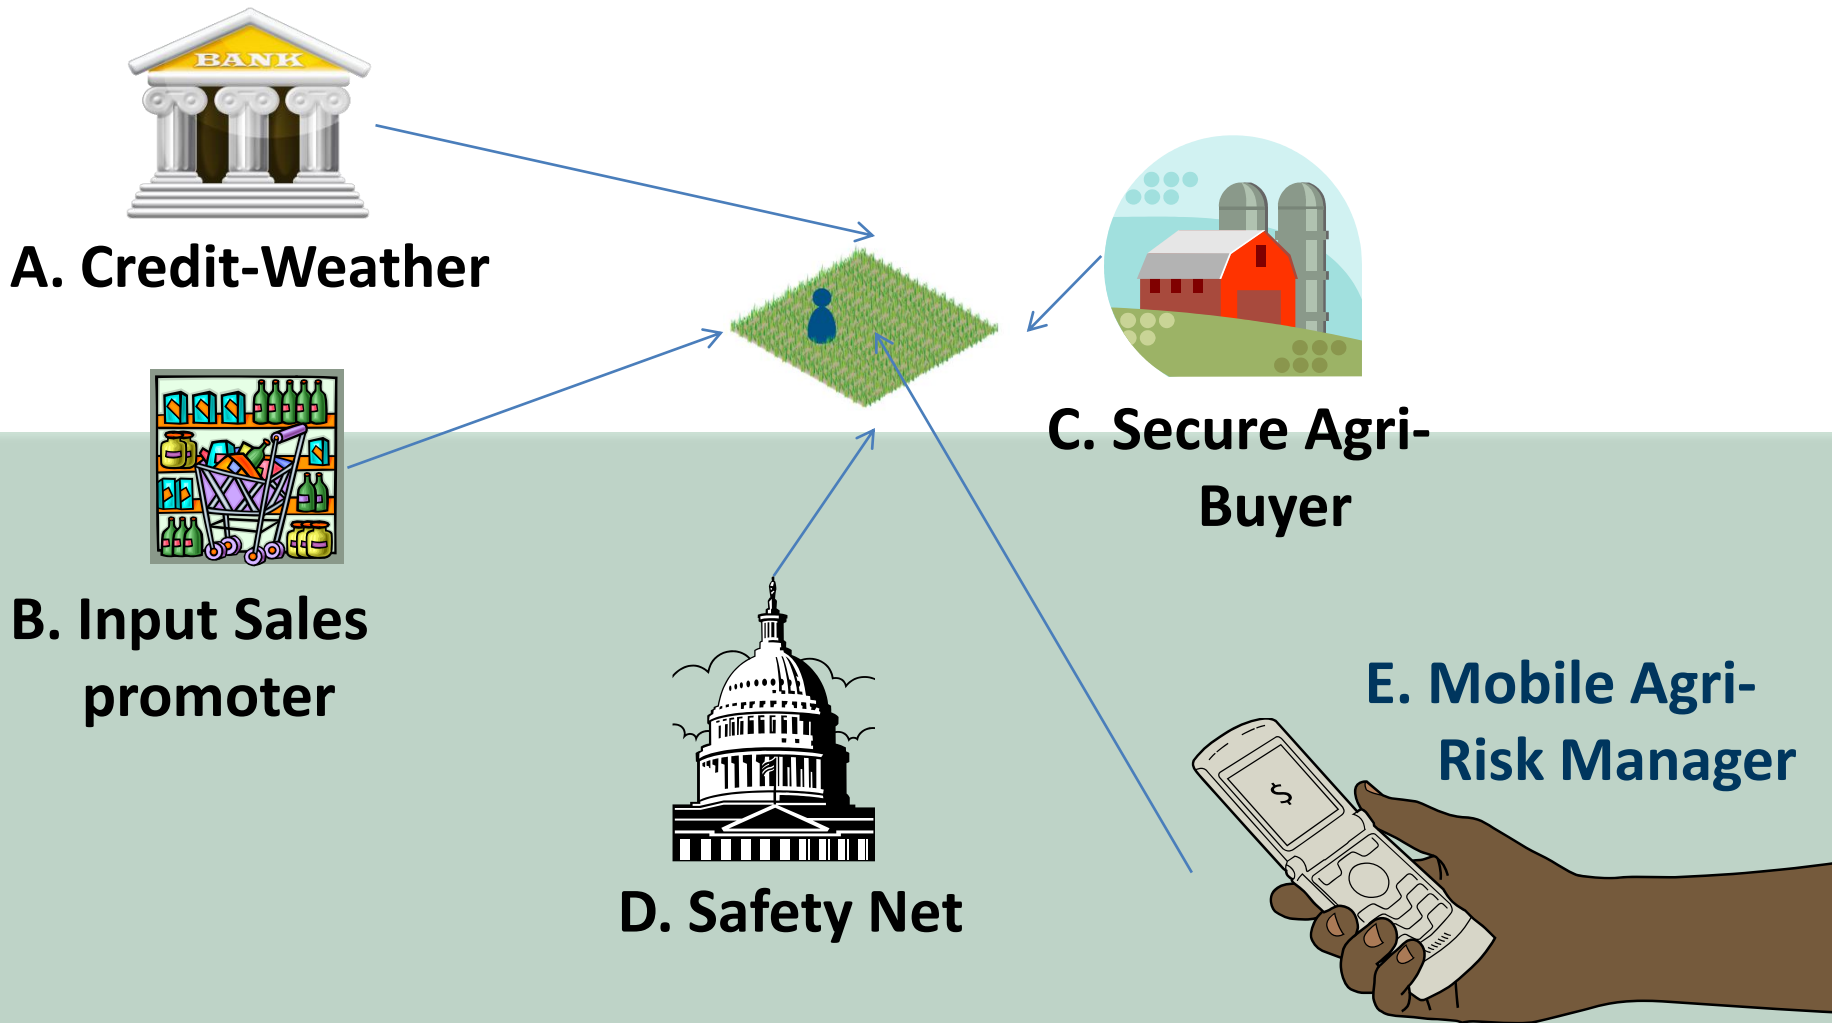 BANK
A. Credit-Weather
B. Input Sales
promoter
C. Secure Agri-
Buyer
D. Safety Net
E. Mobile Agri-
Risk Manager
$